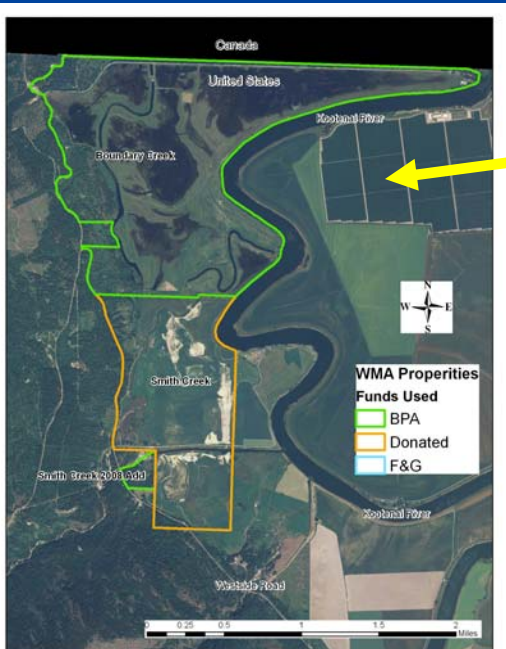 Canada
United States
Kootenai River
Boundary Creek
N
W E
S
WMA Properities
Funds Used
BPA
Donated
F&G
Smith Creek
Smith Creek 2008 Add
Kootenai River
Westside Road
0 0.25 0.5 1 1.5 2
Miles